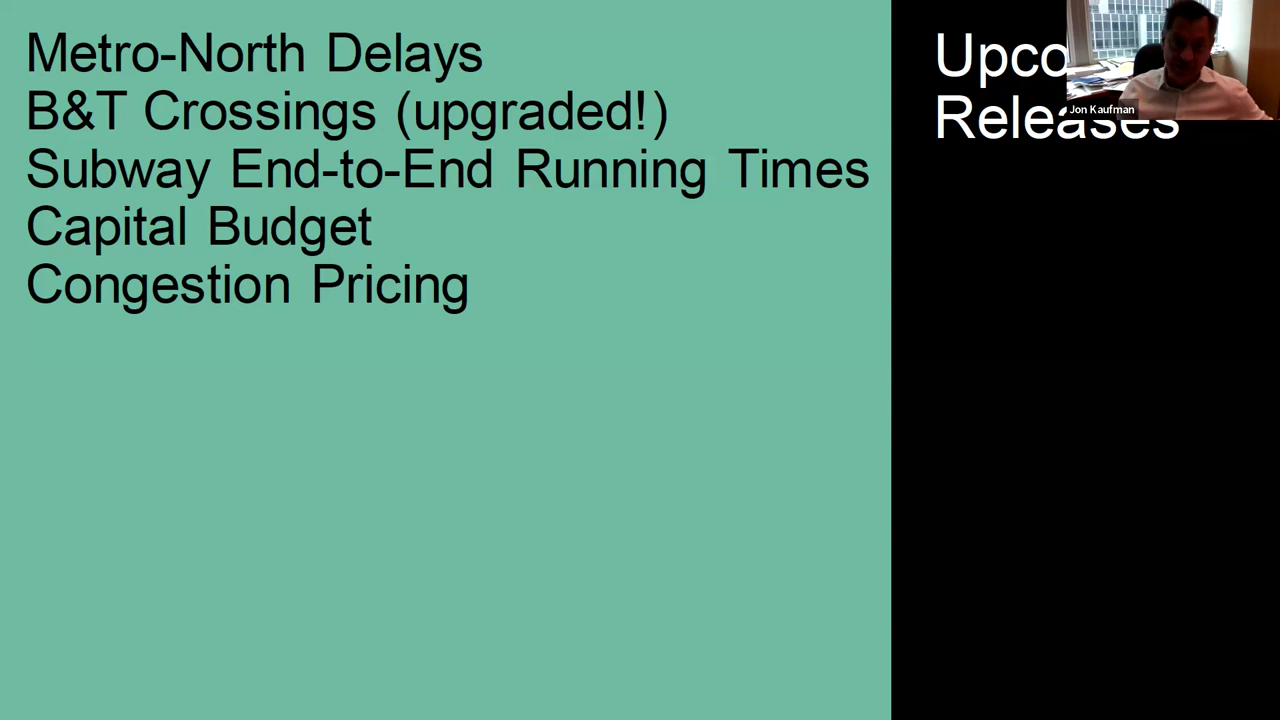 Metro-North Delays
B&T Crossings (upgraded!)
Subway End-to-End Running Times
Capital Budget
Congestion Pricing
Releases
Jon Kaufman